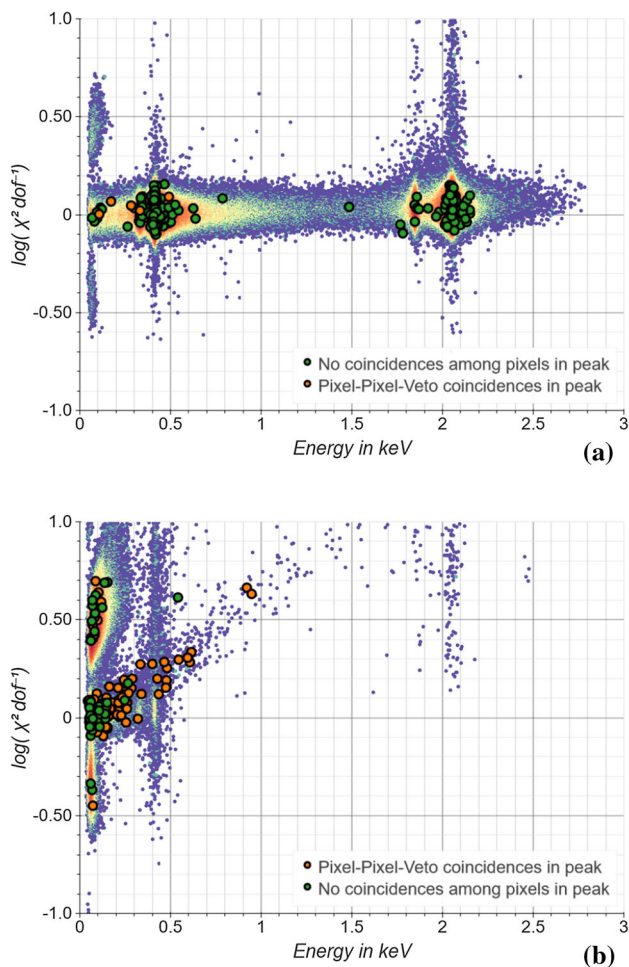 1.0
0.50
0
-0.50
-1.0
log( χ² dof⁻¹)
No coincidences among pixels in peak
Pixel-Pixel-Veto coincidences in peak
0 0.5 1 1.5 2 2.5 3
Energy in keV
(a)
1.0
0.50
0
-0.50
-1.0
log( χ² dof⁻¹)
Pixel-Pixel-Veto coincidences in peak
No coincidences among pixels in peak
0 0.5 1 1.5 2 2.5 3
Energy in keV
(b)